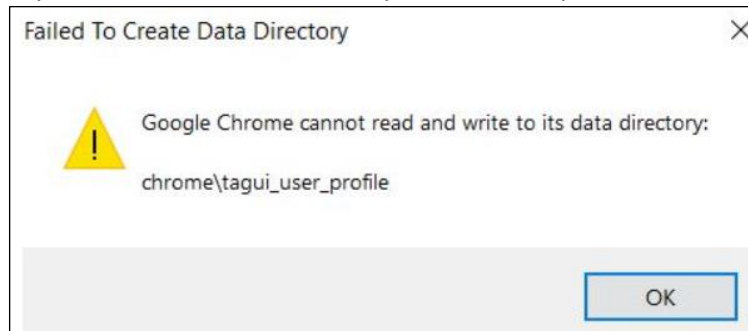 Failed To Create Data Directory
Google Chrome cannot read and write to its data directory:
chrome\tagui_user_profile
OK